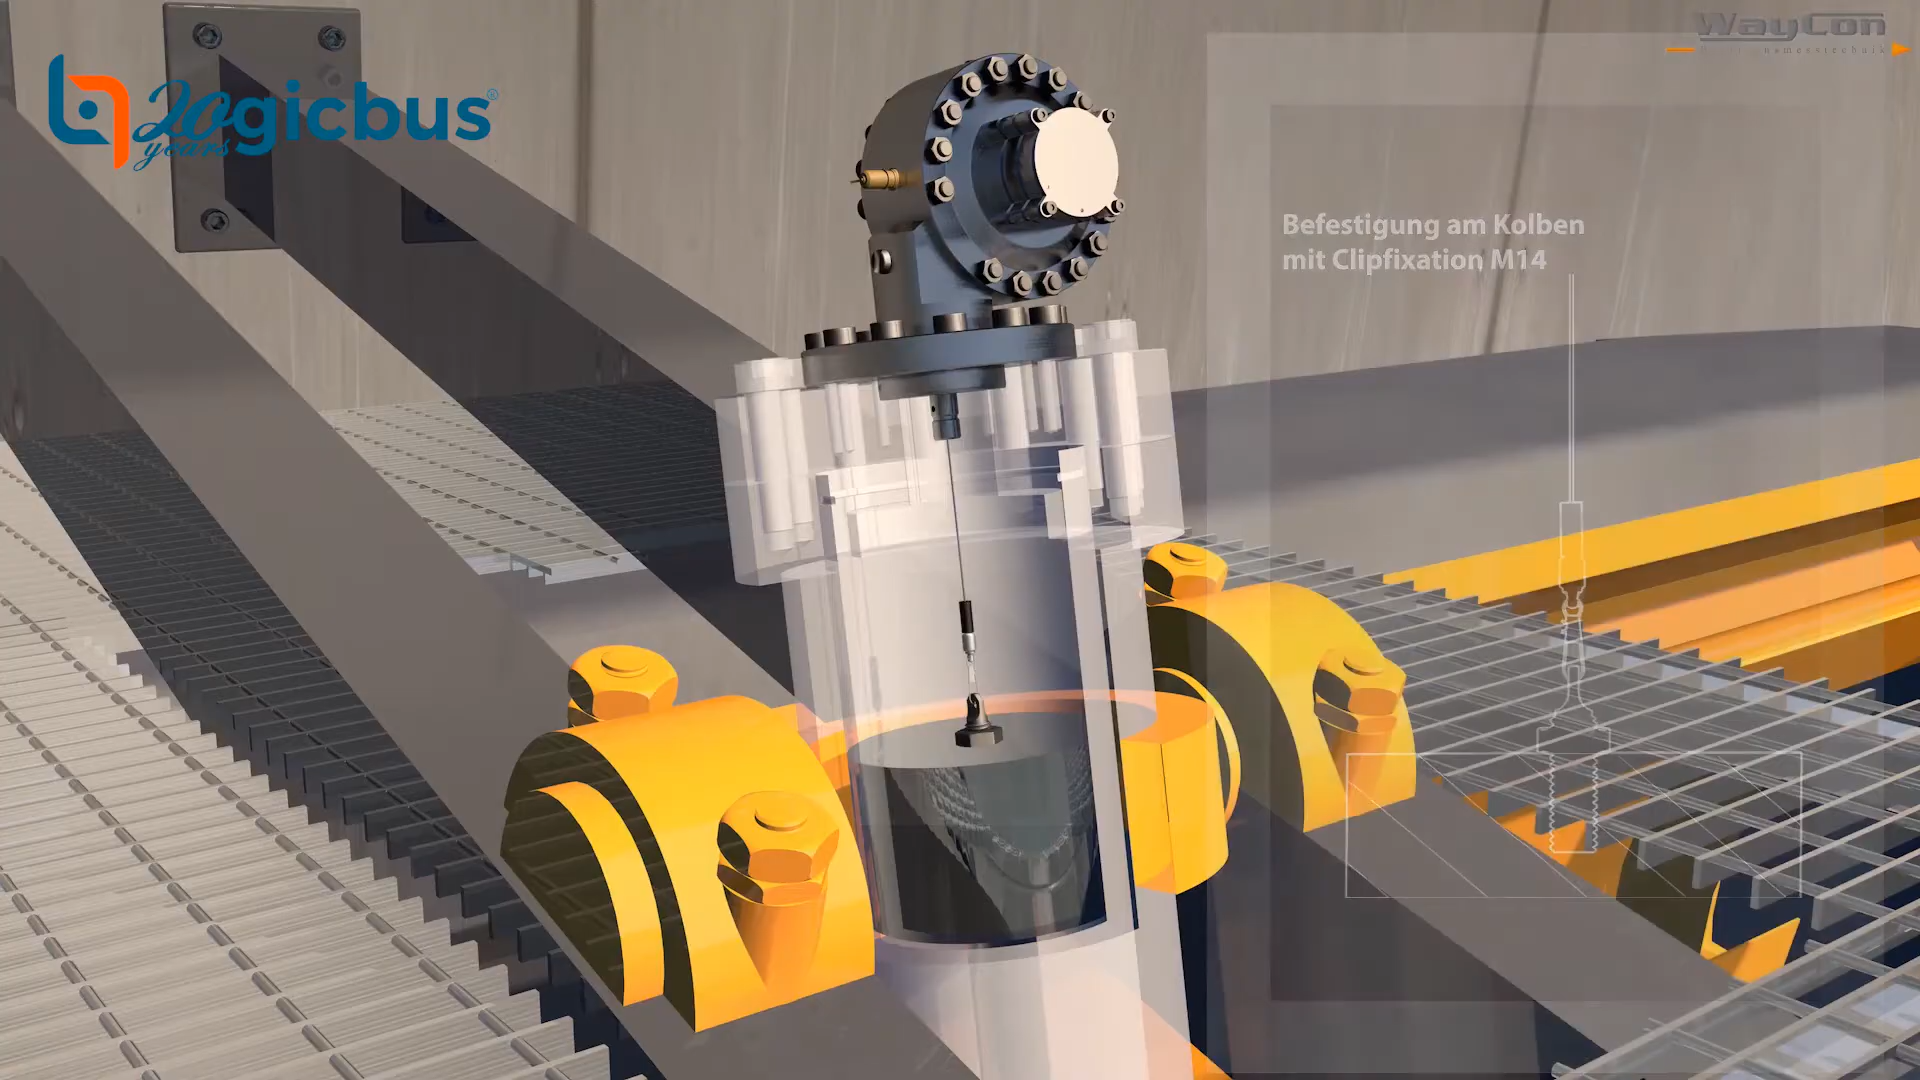 logicbus®
20
years
WayCon
Befestigung am Kolben
mit Clipfixation M14